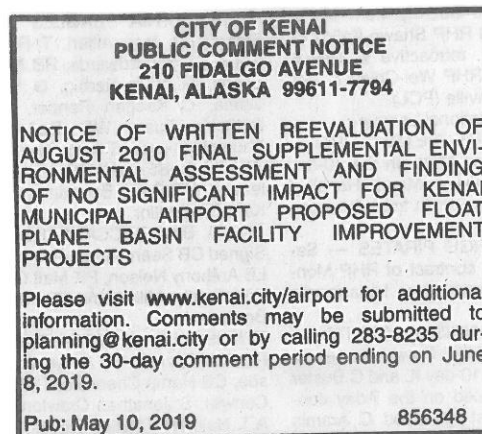 CITY OF KENAI
PUBLIC COMMENT NOTICE
210 FIDALGO AVENUE
KENAI, ALASKA 99611-7794
NOTICE OF WRITTEN REEVALUATION OF
AUGUST 2010 FINAL SUPPLEMENTAL ENVI-
RONMENTAL ASSESSMENT AND FINDING
OF NO SIGNIFICANT IMPACT FOR KENAI
MUNICIPAL AIRPORT PROPOSED FLOAT
PLANE BASIN FACILITY IMPROVEMENT
PROJECTS
Please visit www.kenai.city/airport for additional
information. Comments may be submitted to
planning@kenai.city or by calling 283-8235 dur-
ing the 30-day comment period ending on June
8, 2019.
Pub: May 10, 2019 856348